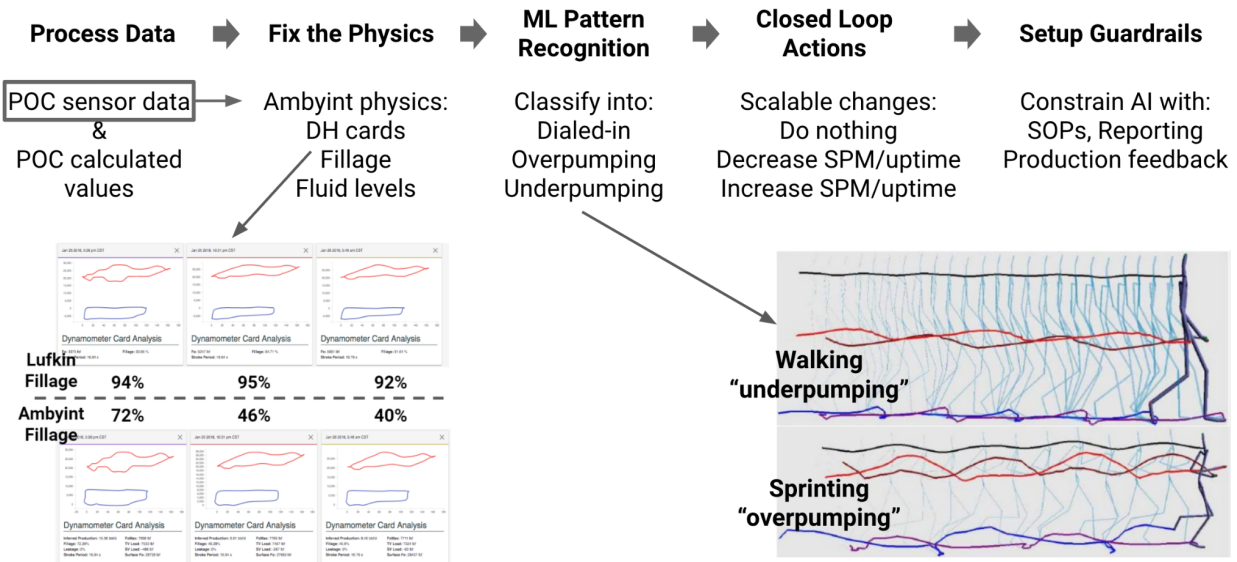 Process Data
Fix the Physics
ML Pattern
Recognition
Closed Loop
Actions
Setup Guardrails
POC sensor data
&
POC calculated
values
Ambyint physics:
DH cards
Fillage
Fluid levels
Classify into:
Dialed-in
Overpumping
Underpumping
Scalable changes:
Do nothing
Decrease SPM/uptime
Increase SPM/uptime
Constrain AI with:
SOPs, Reporting
Production feedback
Dynamometer Card Analysis
Dynamometer Card Analysis
Dynamometer Card Analysis
Lufkin
Fillage
94%
95%
92%
Ambyint
Fillage
72%
46%
40%
Dynamometer Card Analysis
Dynamometer Card Analysis
Dynamometer Card Analysis
Walking
“underpumping”
Sprinting
“overpumping”